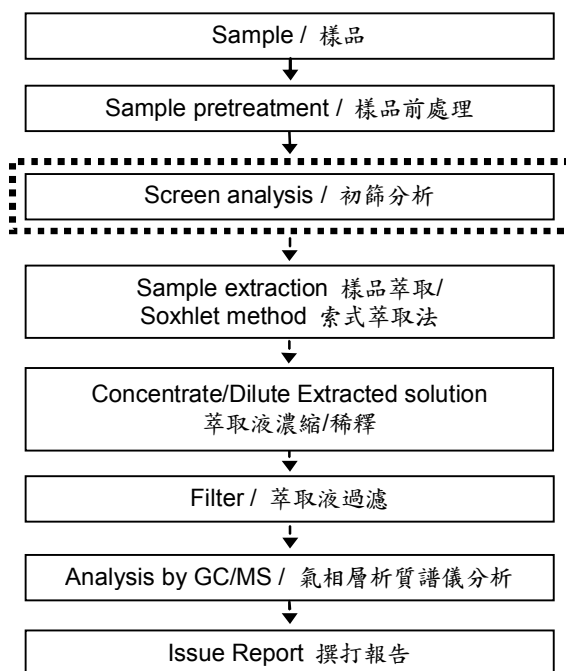 Sample / 樣品
Sample pretreatment / 樣品前處理
Screen analysis / 初篩分析
Sample extraction 樣品萃取/
Soxhlet method 索式萃取法
Concentrate/Dilute Extracted solution
萃取液濃縮/稀釋
Filter / 萃取液過濾
Analysis by GC/MS / 氣相層析質譜儀分析
Issue Report 撰打報告